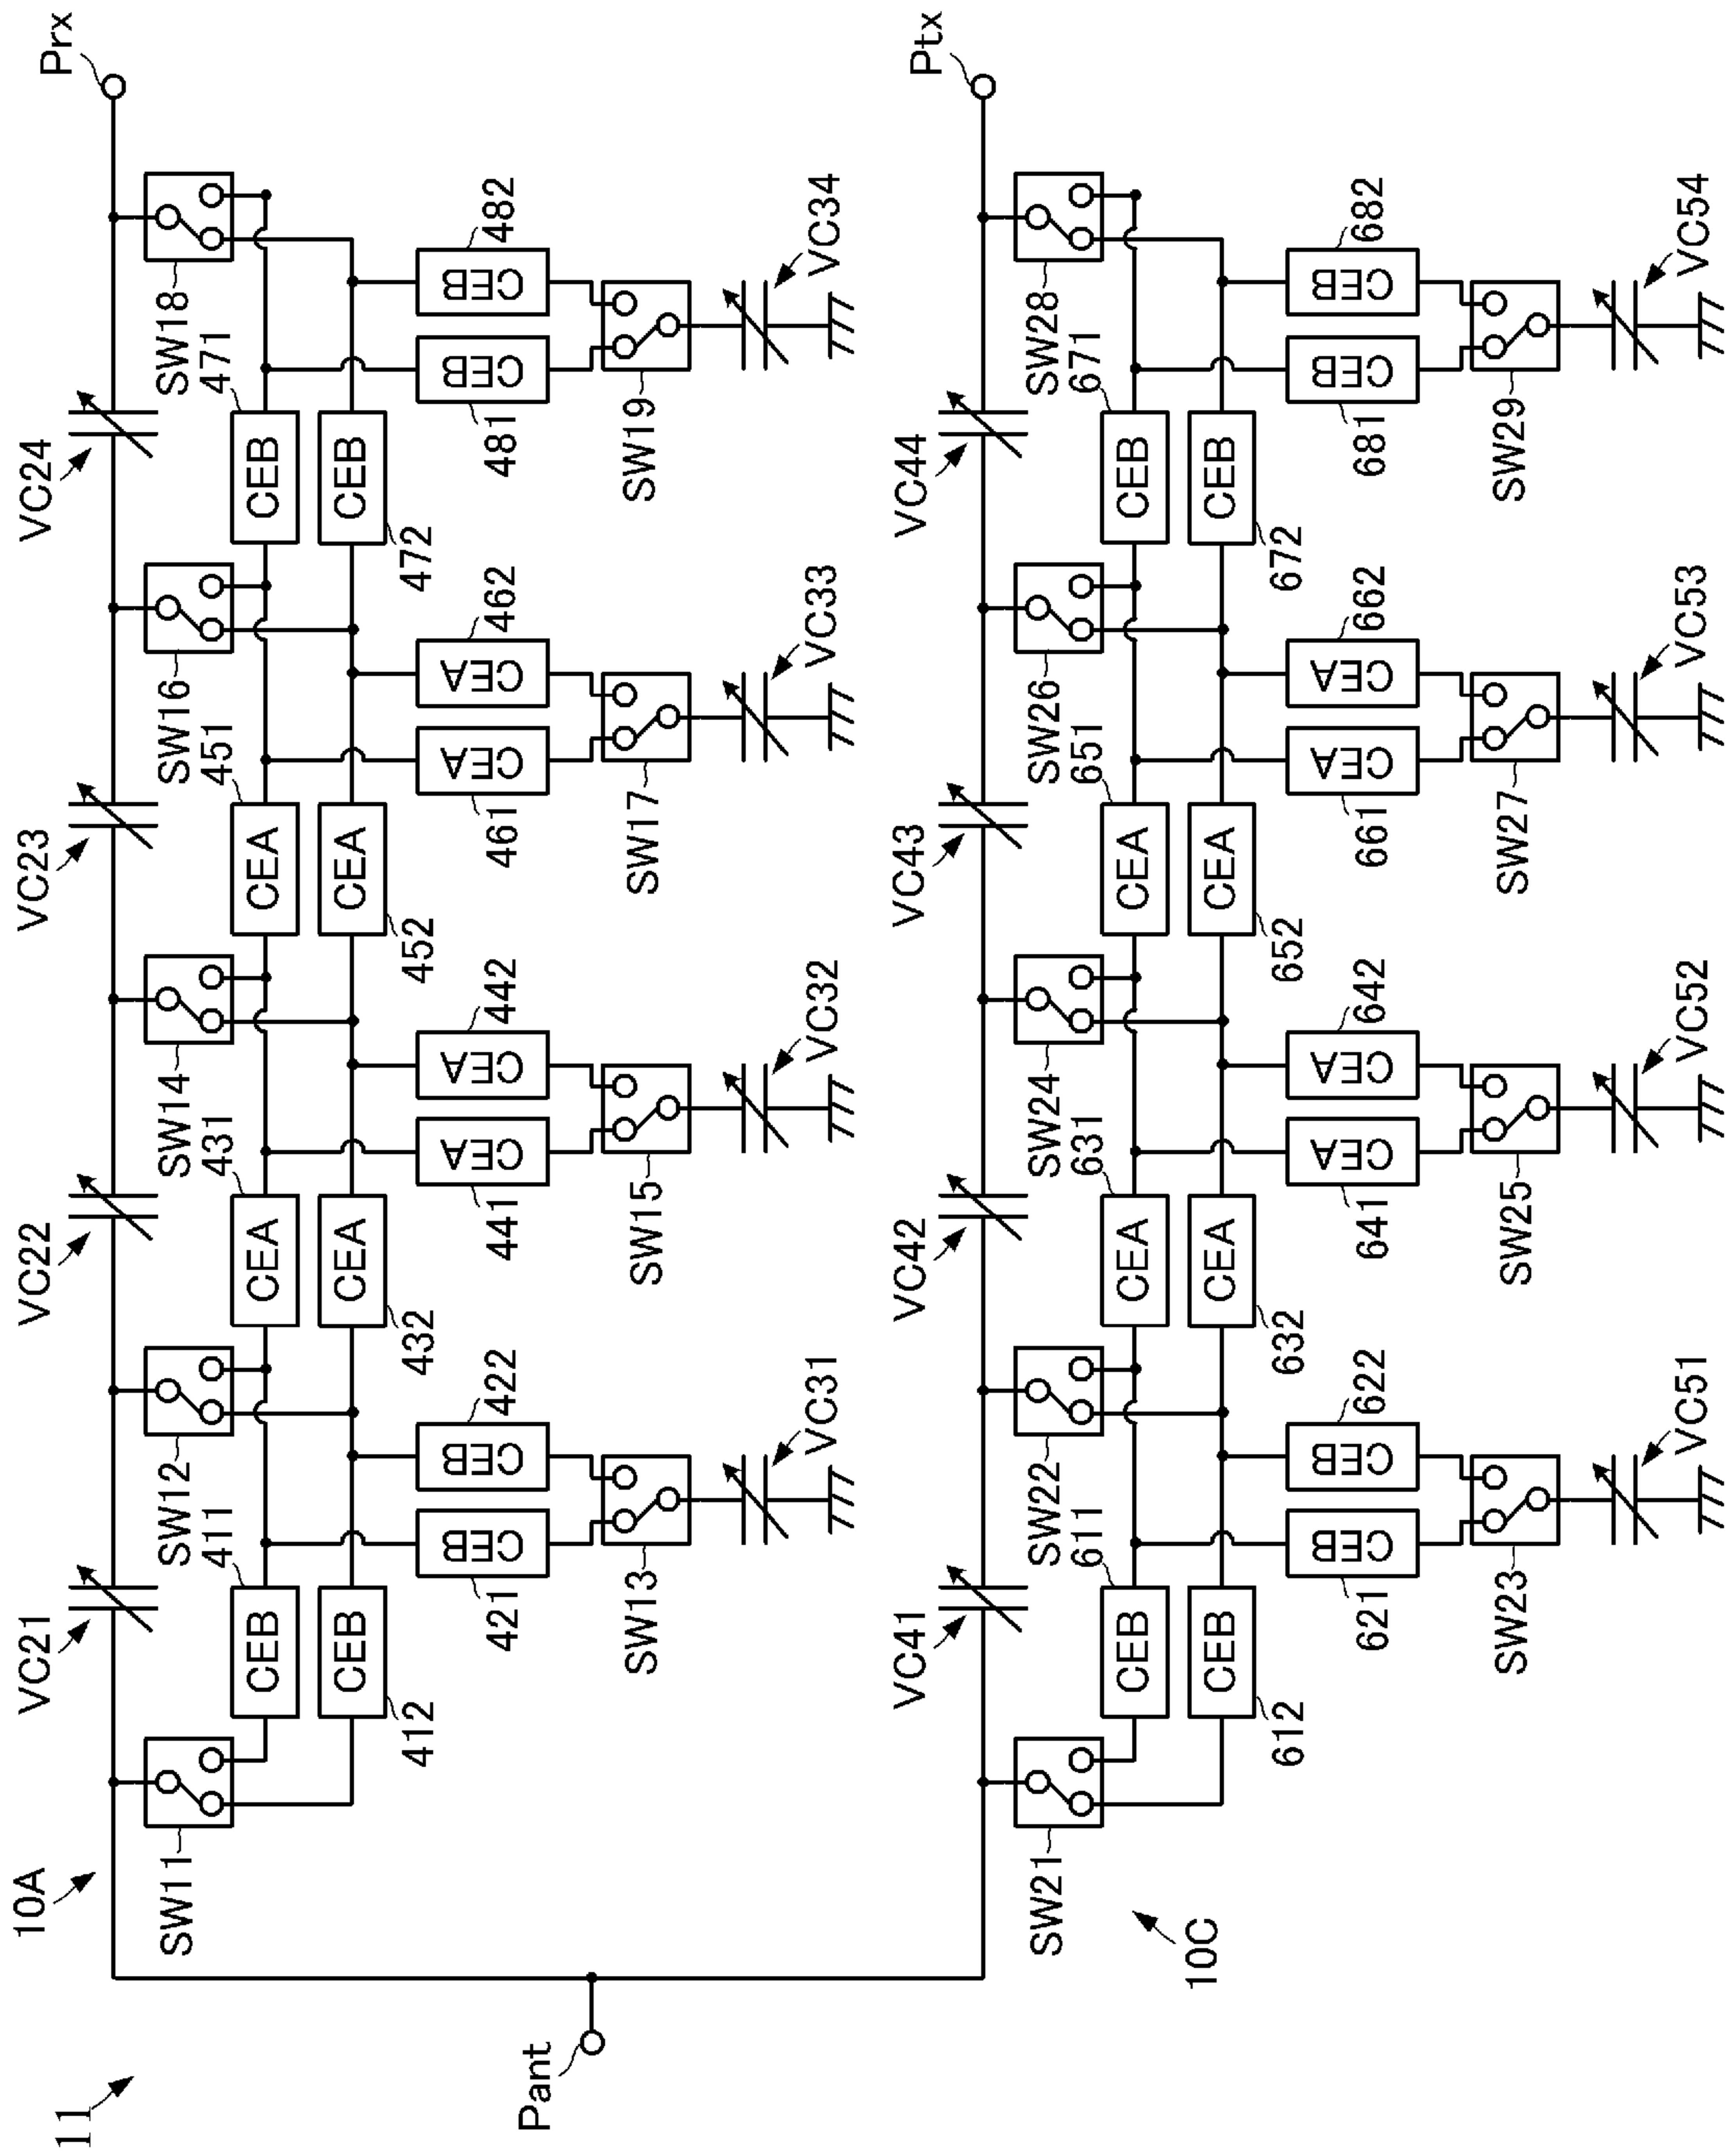 11
10A
Pant
Prx
VC21
VC22
VC23
VC24
SW11
SW12
SW14
SW16
SW18
411
431
451
471
CEB
CEA
CEA
CEB
CEB
CEA
CEA
CEB
412
432
452
472
CEB
CEB
CEA
CEA
CEA
CEA
CEB
CEB
421
422
441
442
461
462
481
482
SW13
SW15
SW17
SW19
VC31
VC32
VC33
VC34
10C
Ptx
VC41
VC42
VC43
VC44
SW21
SW22
SW24
SW26
SW28
611
631
651
671
CEB
CEA
CEA
CEB
CEB
CEA
CEA
CEB
612
632
652
672
CEB
CEB
CEA
CEA
CEA
CEA
CEB
CEB
621
622
641
642
661
662
681
682
SW23
SW25
SW27
SW29
VC51
VC52
VC53
VC54